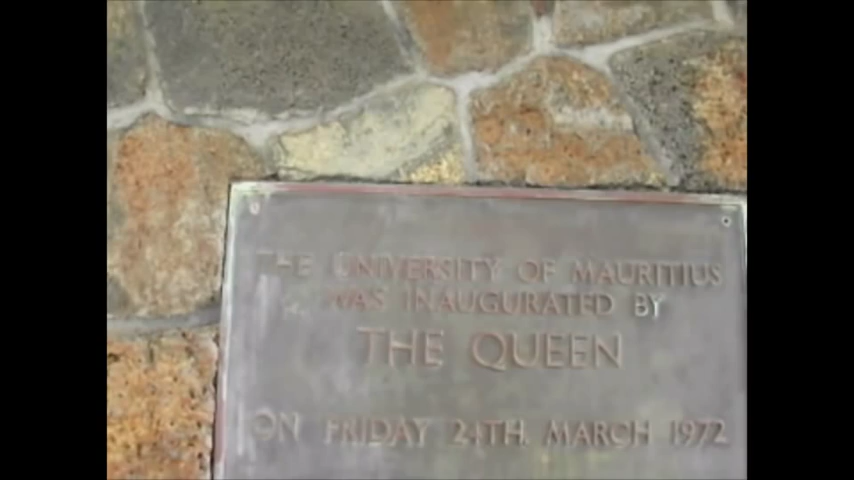 THE UNIVERSITY OF MAURITIUS
WAS INAUGURATED BY
THE QUEEN
ON FRIDAY 24TH. MARCH 1972